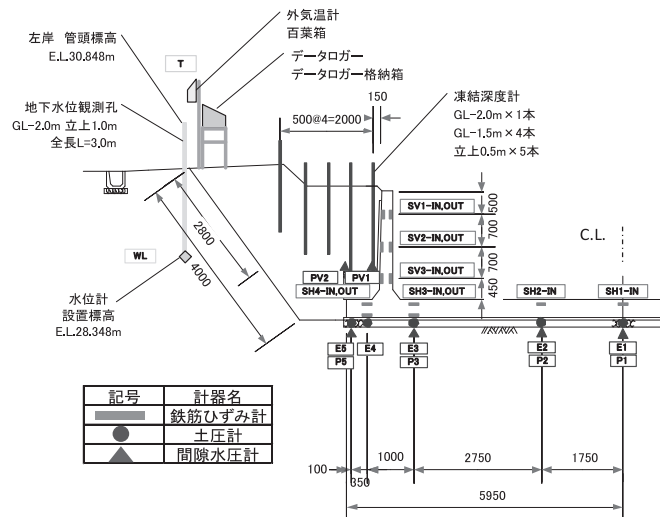 外気温計
百葉箱
左岸 管頭標高
E.L.30.848m
T
データロガー
データロガー格納箱
150
地下水位観測孔
GL-2.0m 立上1.0m
全長L=3.0m
500@4=2000
凍結深度計
GL-2.0m×1本
GL-1.5m×4本
立上0.5m×5本
SV1-IN,OUT
500
700
SV2-IN,OUT
C.L.
2800
4000
WL
700
SV3-IN,OUT
PV2
PV1
450
SH4-IN,OUT
SH3-IN,OUT
SH2-IN
SH1-IN
水位計
設置標高
E.L.28.348m
E5
E4
E3
E2
E1
P5
P3
P2
P1
記号
計器名
鉄筋ひずみ計
土圧計
間隙水圧計
100
350
1000
2750
1750
5950